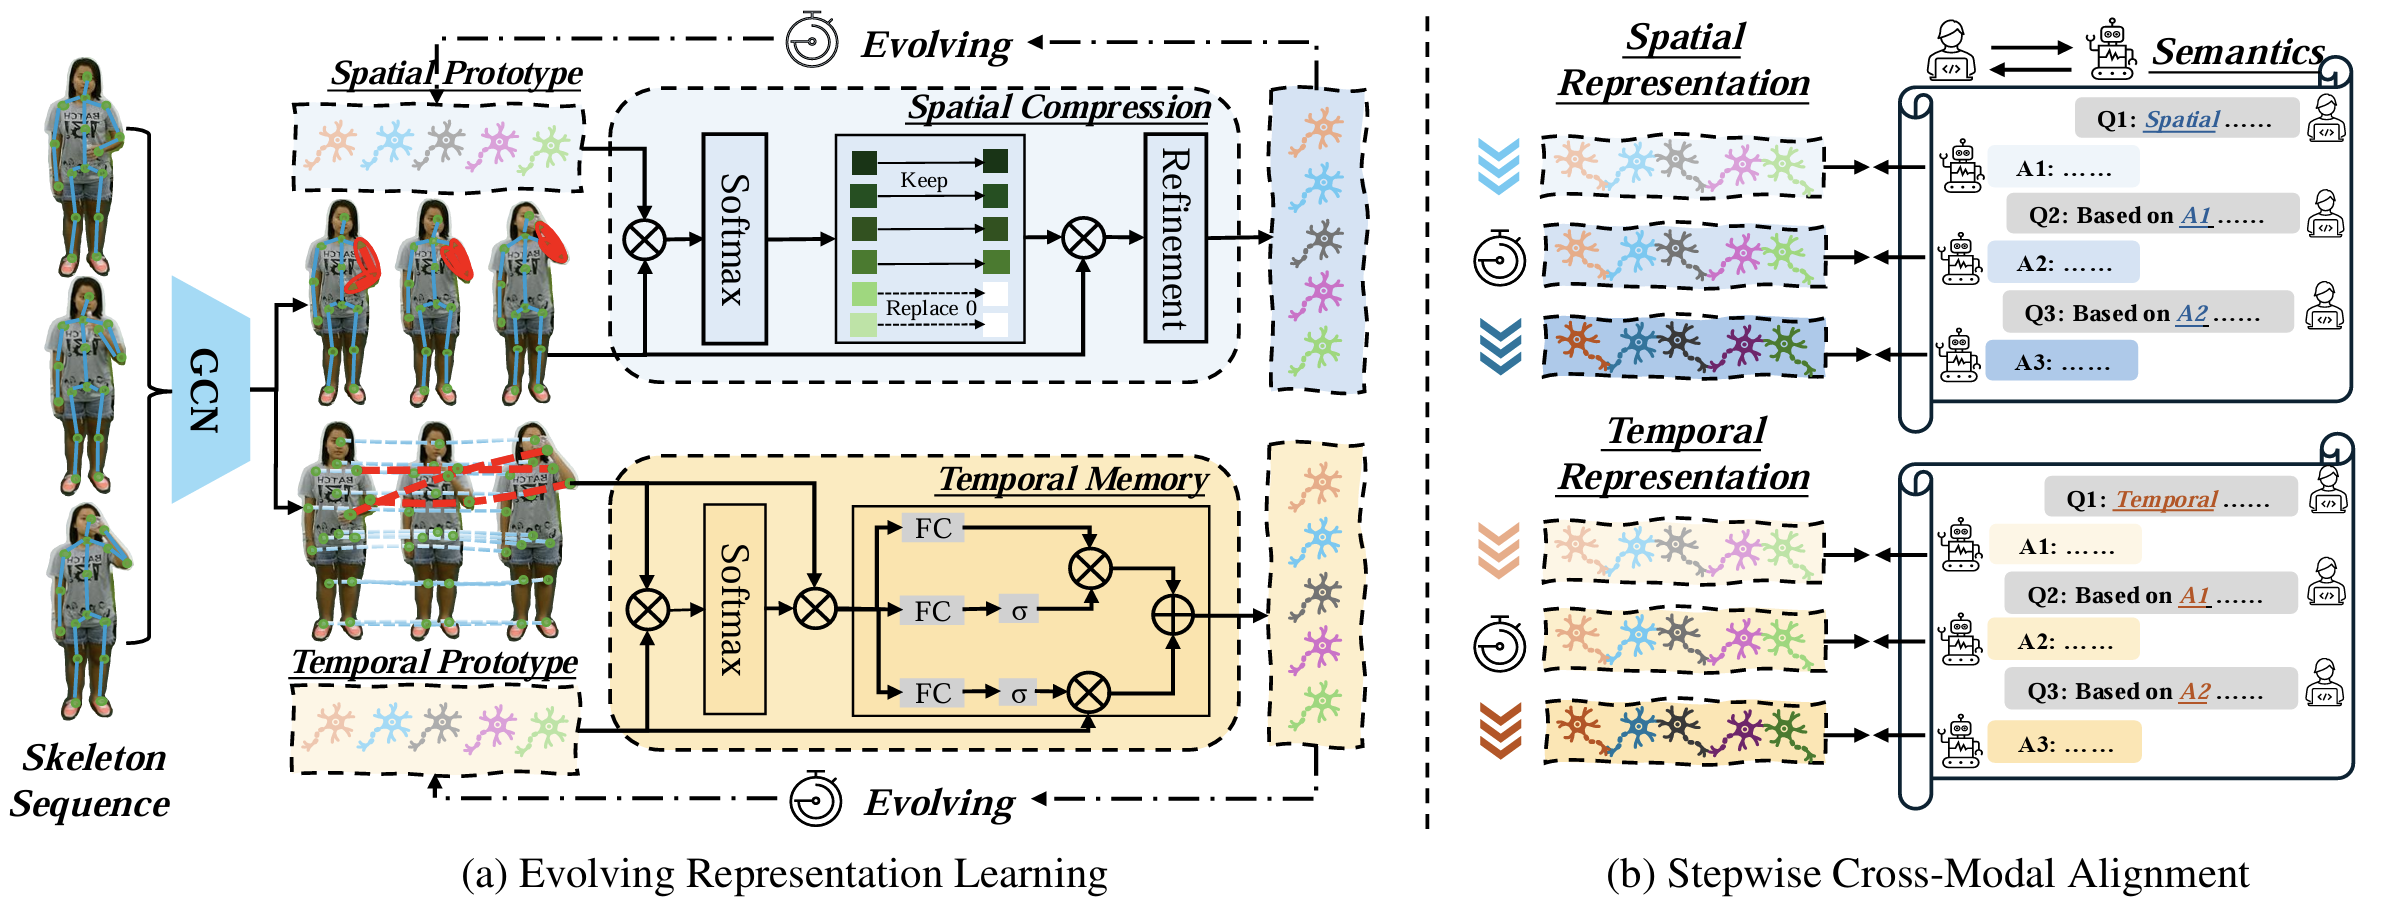 Skeleton
Sequence
GCN
Spatial Prototype
Evolving
Spatial Compression
Softmax
Keep
Replace 0
Refinement
Temporal Prototype
Temporal Memory
Softmax
FC
FC
σ
FC
σ
Evolving
(a) Evolving Representation Learning
Spatial
Representation
Semantics
Q1: Spatial ......
A1: ......
Q2: Based on A1 ......
A2: ......
Q3: Based on A2 ......
A3: ......
Temporal
Representation
Q1: Temporal ......
A1: ......
Q2: Based on A1 ......
A2: ......
Q3: Based on A2 ......
A3: ......
(b) Stepwise Cross-Modal Alignment